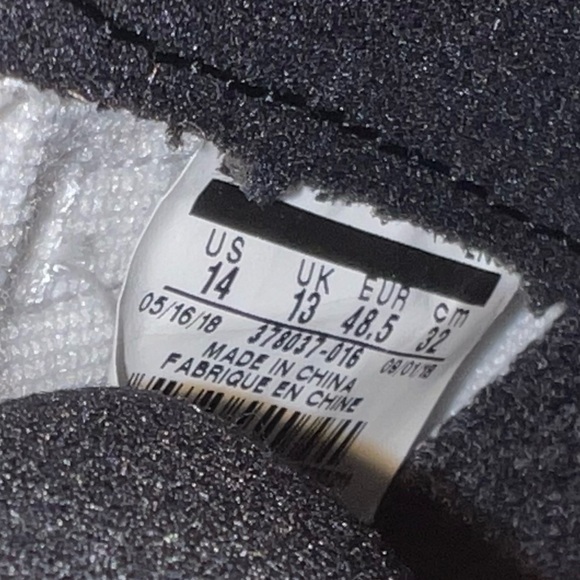 US UK EUR cm
14 13 48.5 32
05/16/18 378037-016 09/01/18
MADE IN CHINA
FABRIQUE EN CHINE